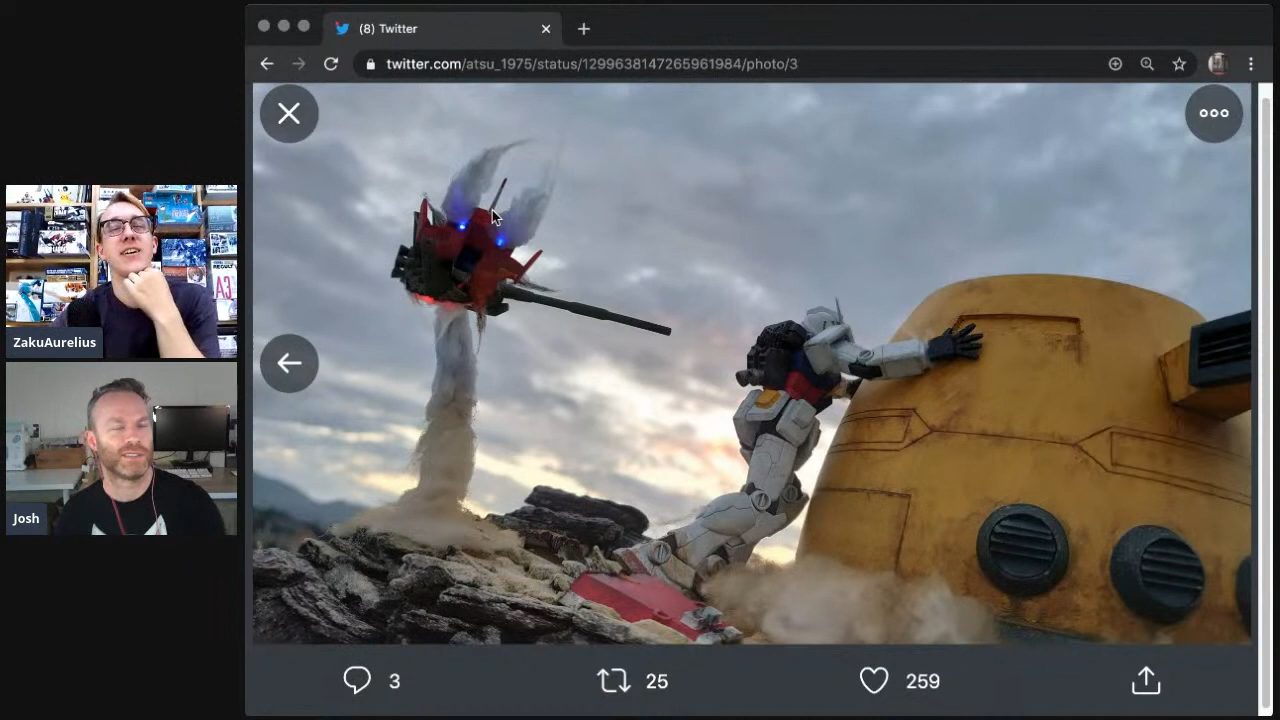 (8) Twitter
twitter.com/atsu_1975/status/1299638147265961984/photo/3
ZakuAurelius
Josh
3
25
259